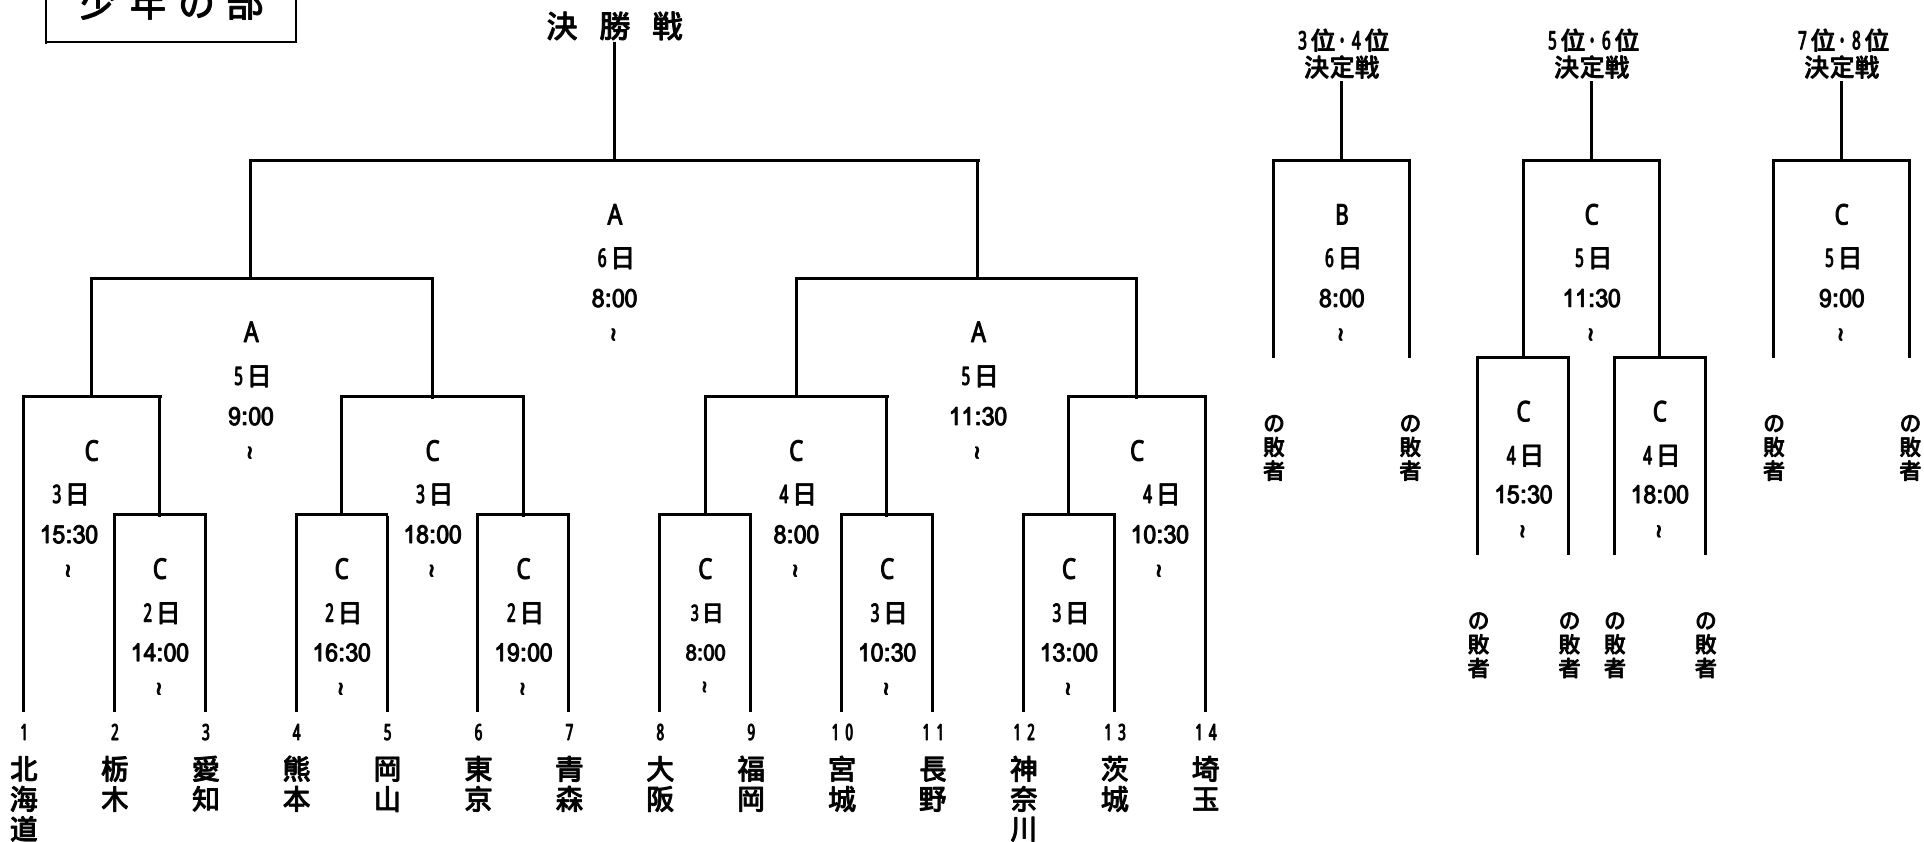 少年の部
決勝戦
3位・4位
決定戦
5位・6位
決定戦
7位・8位
決定戦
A
6日
8:00
~
B
6日
8:00
~
C
5日
11:30
~
C
5日
9:00
~
A
5日
9:00
~
A
5日
11:30
~
C
3日
15:30
~
C
3日
18:00
~
C
4日
8:00
~
C
4日
10:30
~
の敗者
の敗者
C
4日
15:30
~
C
4日
18:00
~
の敗者
の敗者
C
2日
14:00
~
C
2日
16:30
~
C
2日
19:00
~
C
3日
8:00
~
C
3日
10:30
~
C
3日
13:00
~
の敗者
の敗者
の敗者
の敗者
1
2
3
4
5
6
7
8
9
10
11
12
13
14
北海道
栃木
愛知
熊本
岡山
東京
青森
大阪
福岡
宮城
長野
神奈川
茨城
埼玉